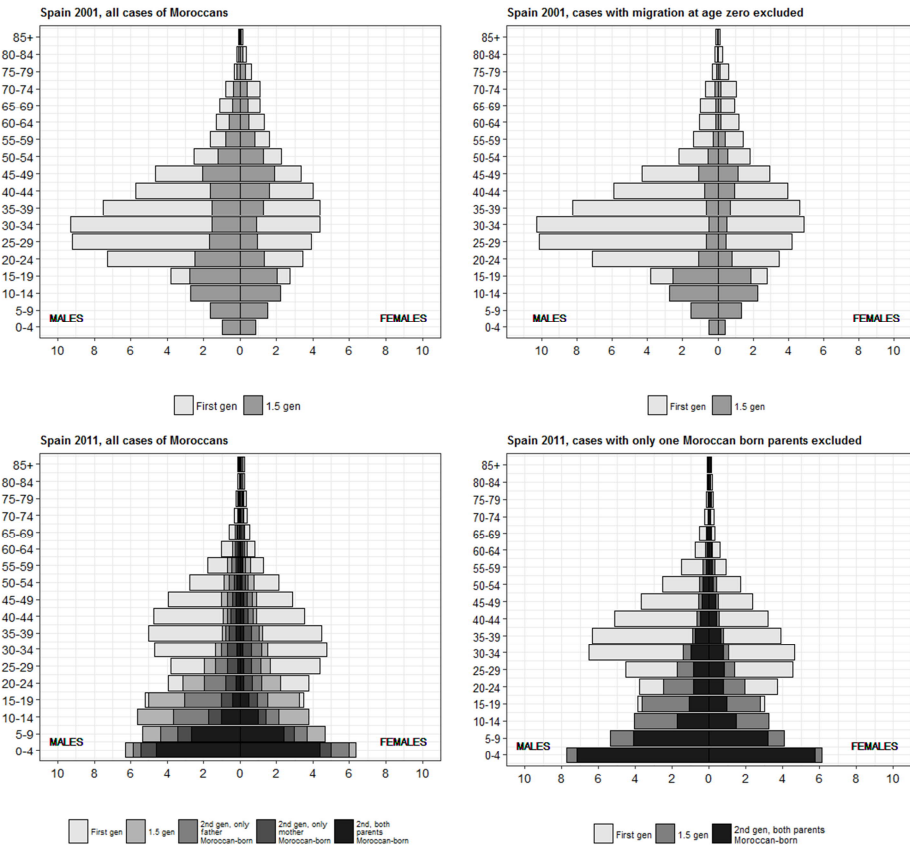 Spain 2001, all cases of Moroccans
85+
80-84
75-79
70-74
65-69
60-64
55-59
50-54
45-49
40-44
35-39
30-34
25-29
20-24
15-19
10-14
5-9
0-4
MALES
FEMALES
10 8 6 4 2 0 2 4 6 8 10
First gen 1.5 gen
Spain 2001, cases with migration at age zero excluded
85+
80-84
75-79
70-74
65-69
60-64
55-59
50-54
45-49
40-44
35-39
30-34
25-29
20-24
15-19
10-14
5-9
0-4
MALES
FEMALES
10 8 6 4 2 0 2 4 6 8 10
First gen 1.5 gen
Spain 2011, all cases of Moroccans
85+
80-84
75-79
70-74
65-69
60-64
55-59
50-54
45-49
40-44
35-39
30-34
25-29
20-24
15-19
10-14
5-9
0-4
MALES
FEMALES
10 8 6 4 2 0 2 4 6 8 10
First gen
1.5 gen
2nd gen, only
father
Moroccan-born
2nd gen, only
mother
Moroccan-born
2nd, both
parents
Moroccan-born
Spain 2011, cases with only one Moroccan born parents excluded
85+
80-84
75-79
70-74
65-69
60-64
55-59
50-54
45-49
40-44
35-39
30-34
25-29
20-24
15-19
10-14
5-9
0-4
MALES
FEMALES
10 8 6 4 2 0 2 4 6 8 10
First gen
1.5 gen
2nd gen, both parents
Moroccan-born